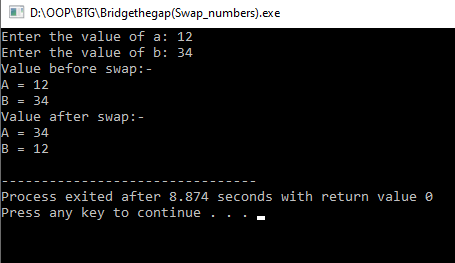 D:\OOP\BTG\Bridgethegap(Swap_numbers).exe
Enter the value of a: 12
Enter the value of b: 34
Value before swap:-
A = 12
B = 34
Value after swap:-
A = 34
B = 12
--------------------------------
Process exited after 8.874 seconds with return value 0
Press any key to continue . . .